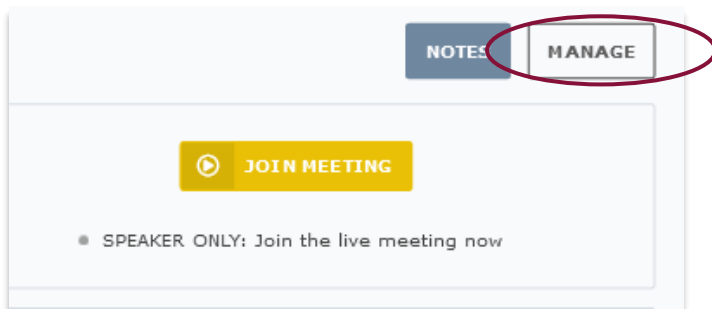 NOTES MANAGE
JOIN MEETING
SPEAKER ONLY: Join the live meeting now